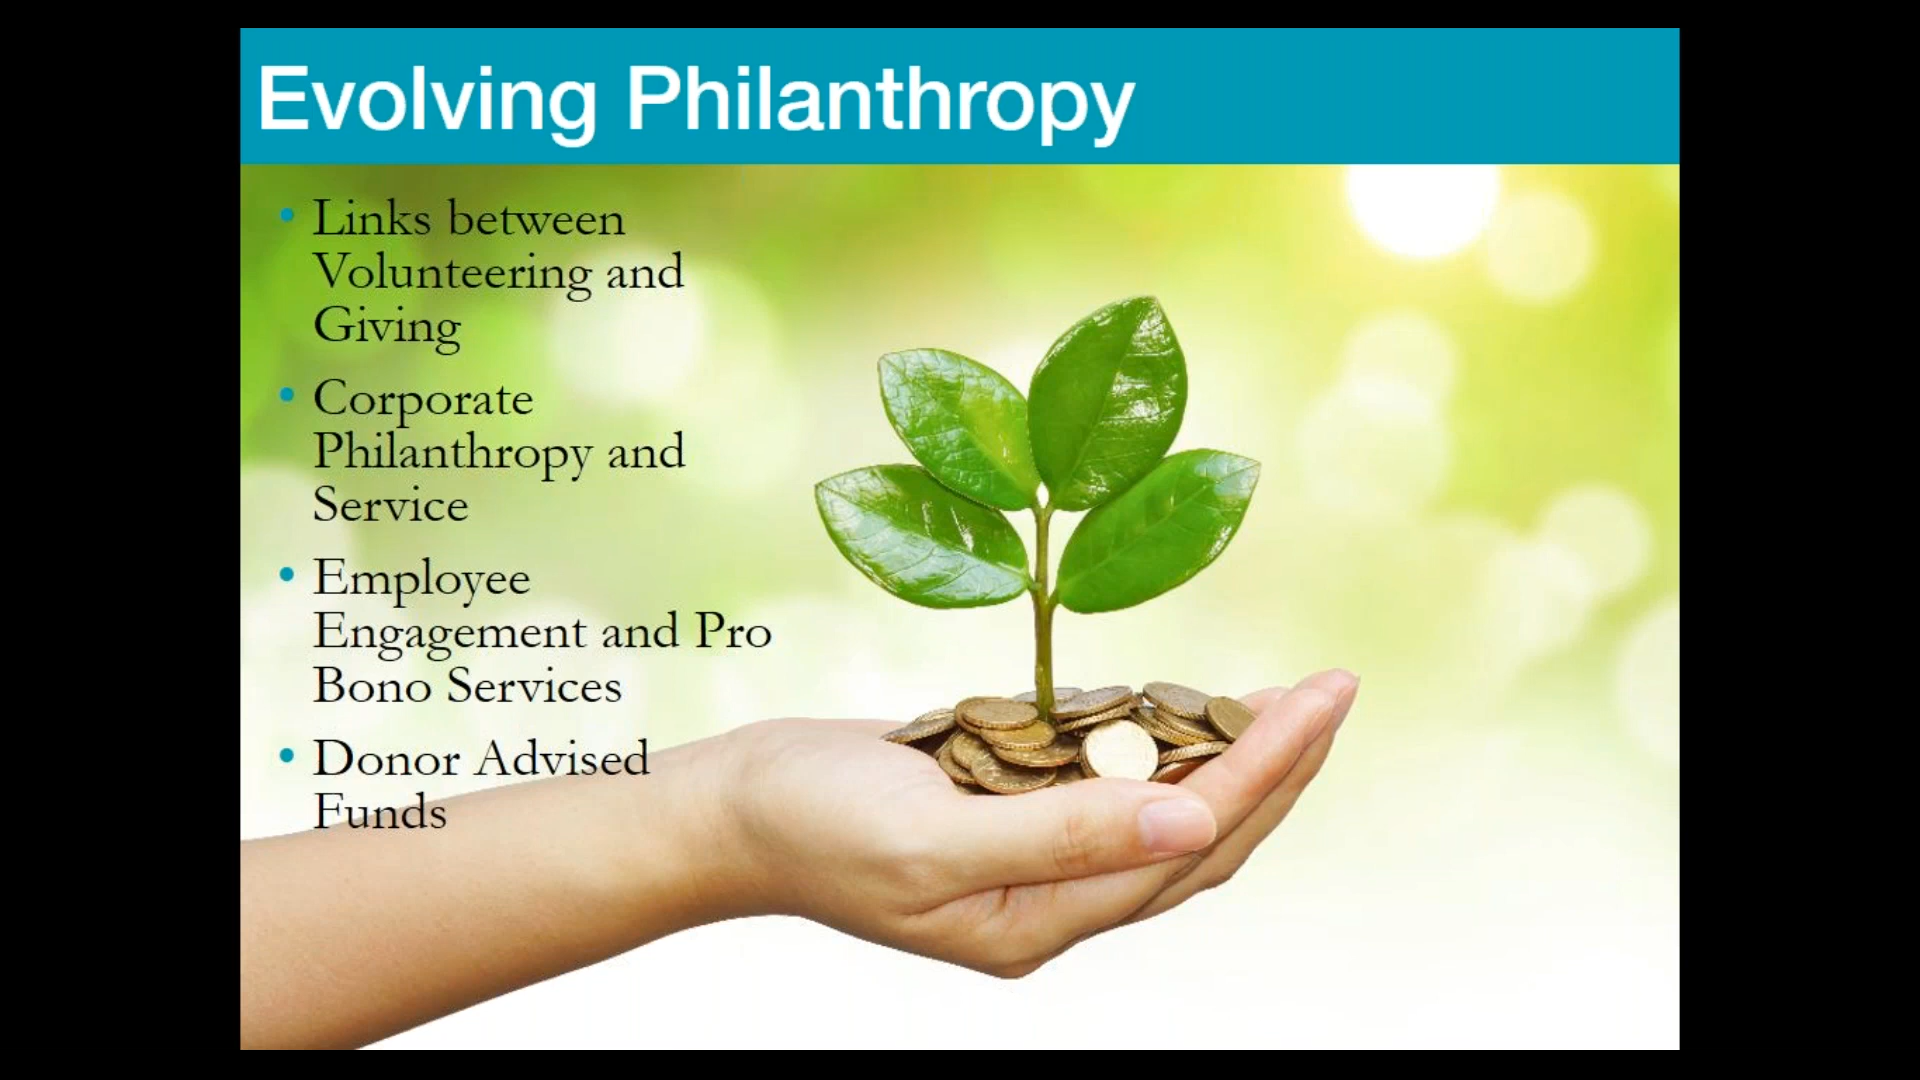 Evolving Philanthropy
• Links between
Volunteering and
Giving
• Corporate
Philanthropy and
Service
• Employee
Engagement and Pro
Bono Services
• Donor Advised
Funds